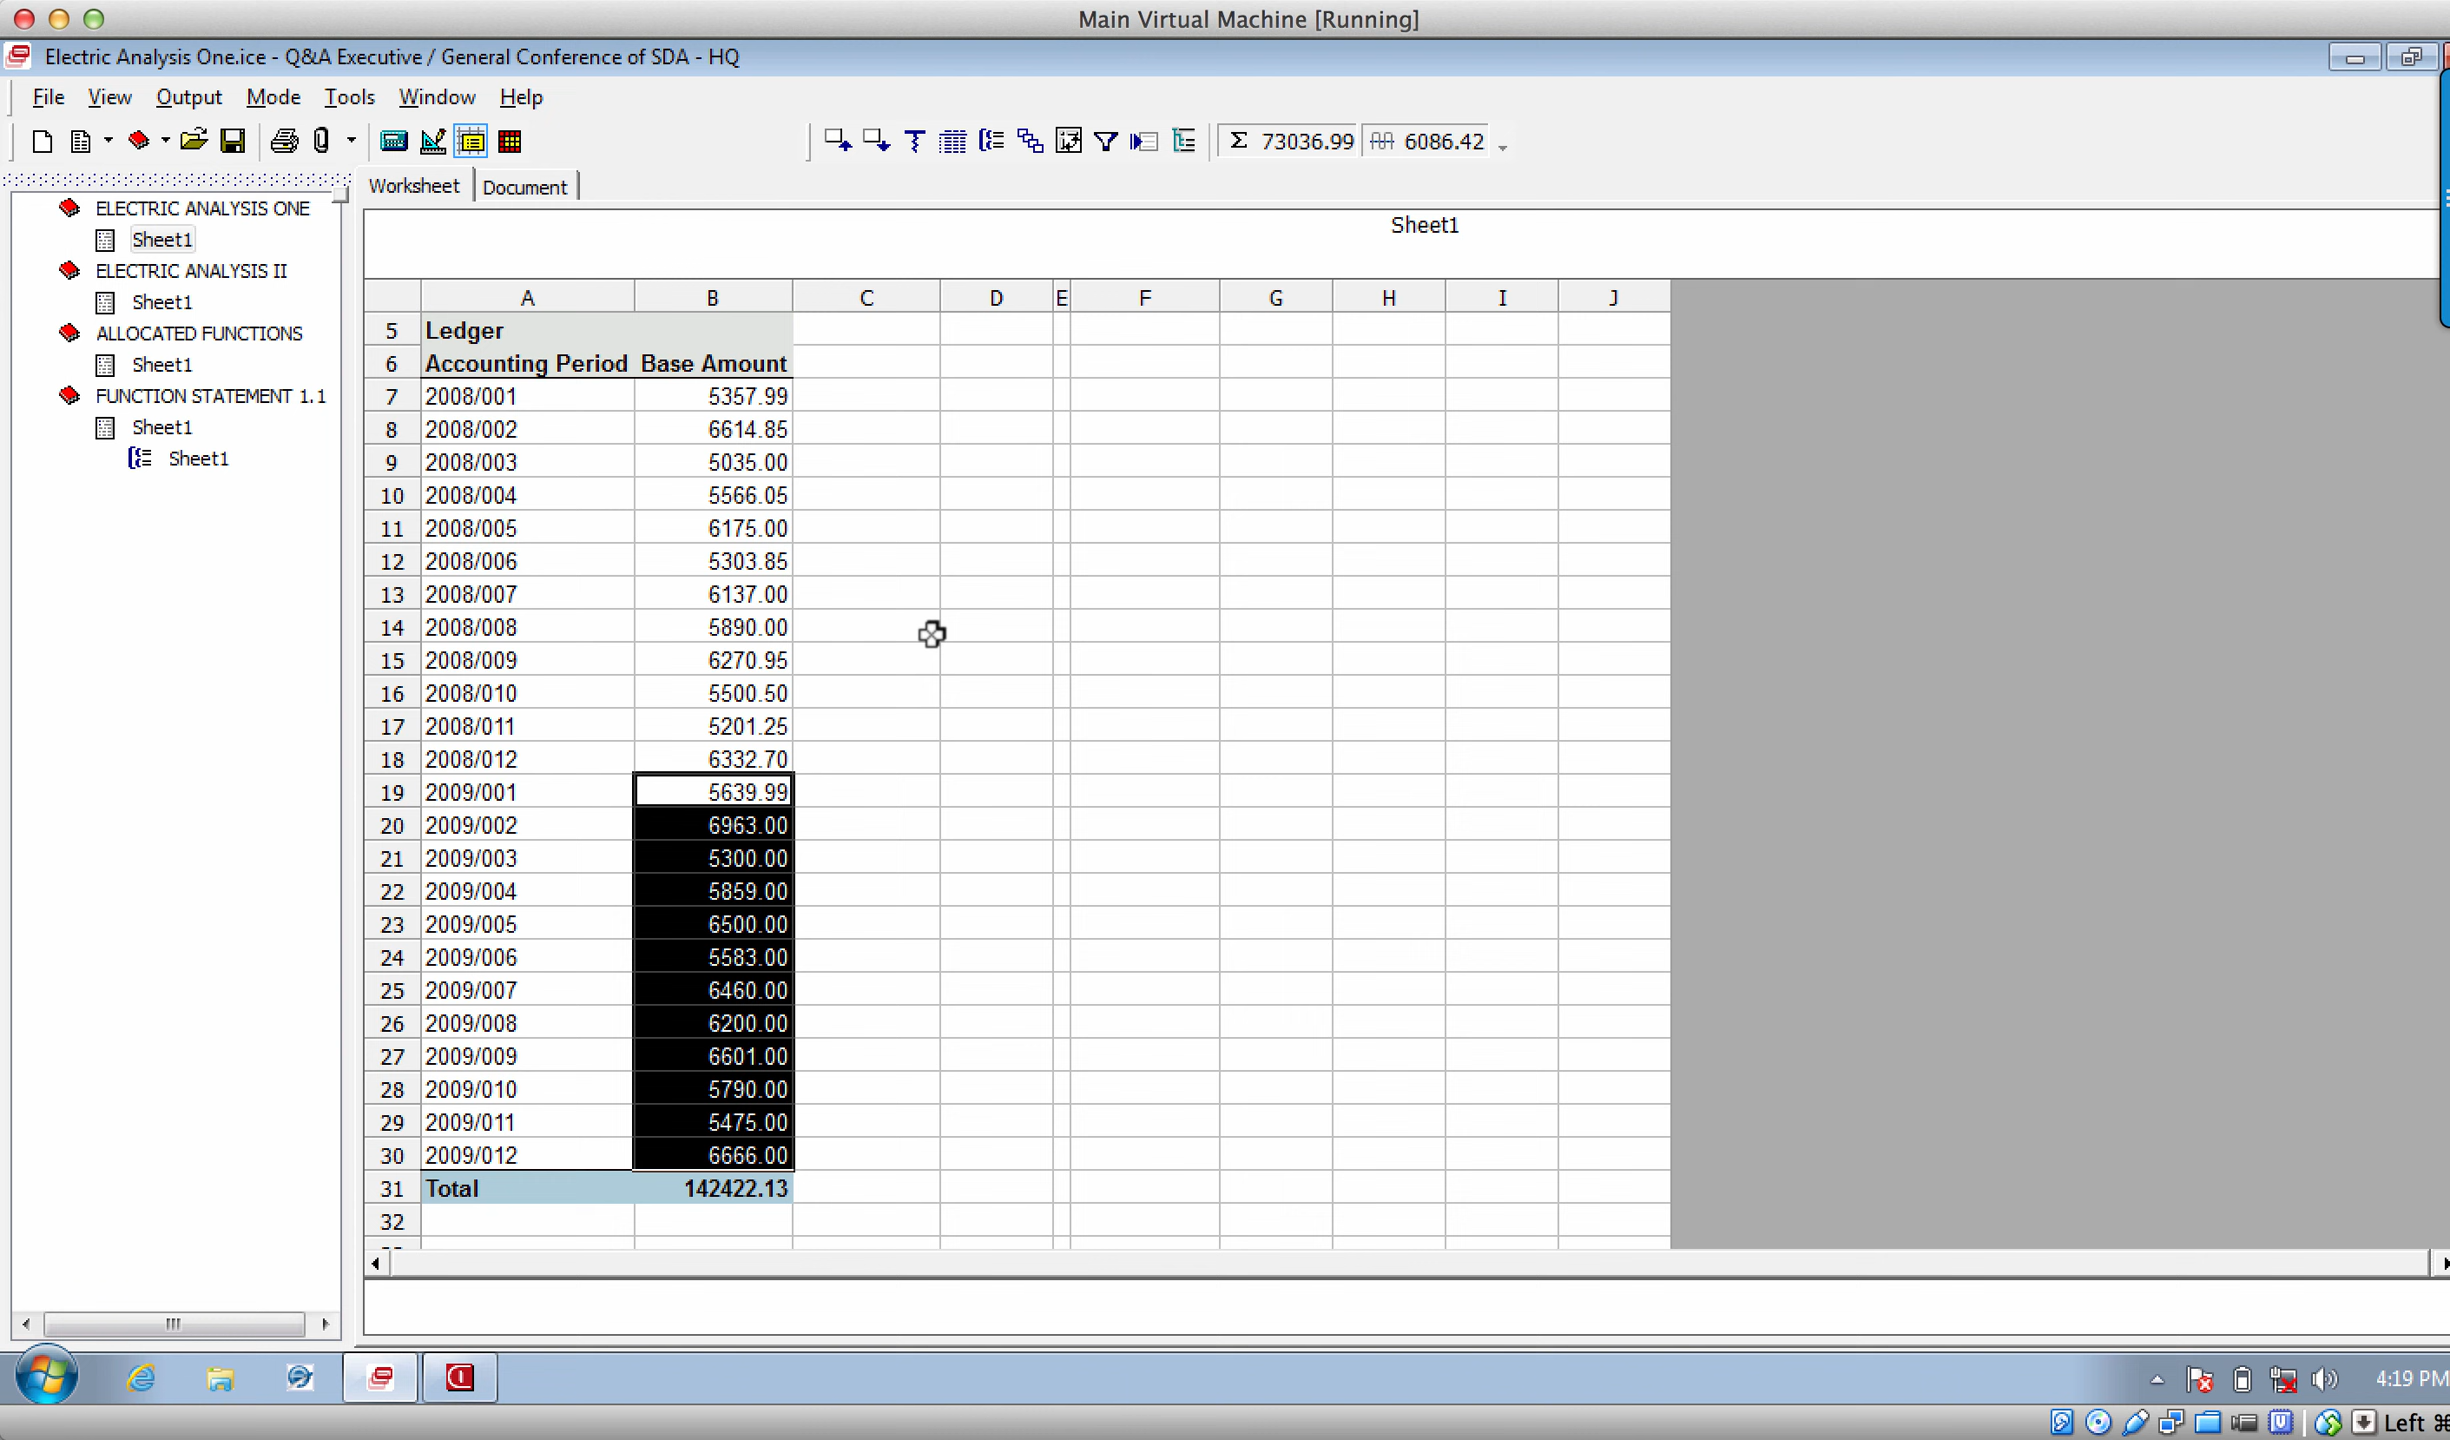 Main Virtual Machine [Running]
Electric Analysis One.ice - Q&A Executive / General Conference of SDA - HQ
File View Output Mode Tools Window Help
Σ 73036.99 6086.42
Worksheet Document
ELECTRIC ANALYSIS ONE
Sheet1
ELECTRIC ANALYSIS II
Sheet1
ALLOCATED FUNCTIONS
Sheet1
FUNCTION STATEMENT 1.1
Sheet1
Sheet1
Sheet1
A B C D E F G H I J
5 Ledger
6 Accounting Period Base Amount
7 2008/001 5357.99
8 2008/002 6614.85
9 2008/003 5035.00
10 2008/004 5566.05
11 2008/005 6175.00
12 2008/006 5303.85
13 2008/007 6137.00
14 2008/008 5890.00
15 2008/009 6270.95
16 2008/010 5500.50
17 2008/011 5201.25
18 2008/012 6332.70
19 2009/001 5639.99
20 2009/002 6963.00
21 2009/003 5300.00
22 2009/004 5859.00
23 2009/005 6500.00
24 2009/006 5583.00
25 2009/007 6460.00
26 2009/008 6200.00
27 2009/009 6601.00
28 2009/010 5790.00
29 2009/011 5475.00
30 2009/012 6666.00
31 Total 142422.13
32
4:19 PM
Left ⌘